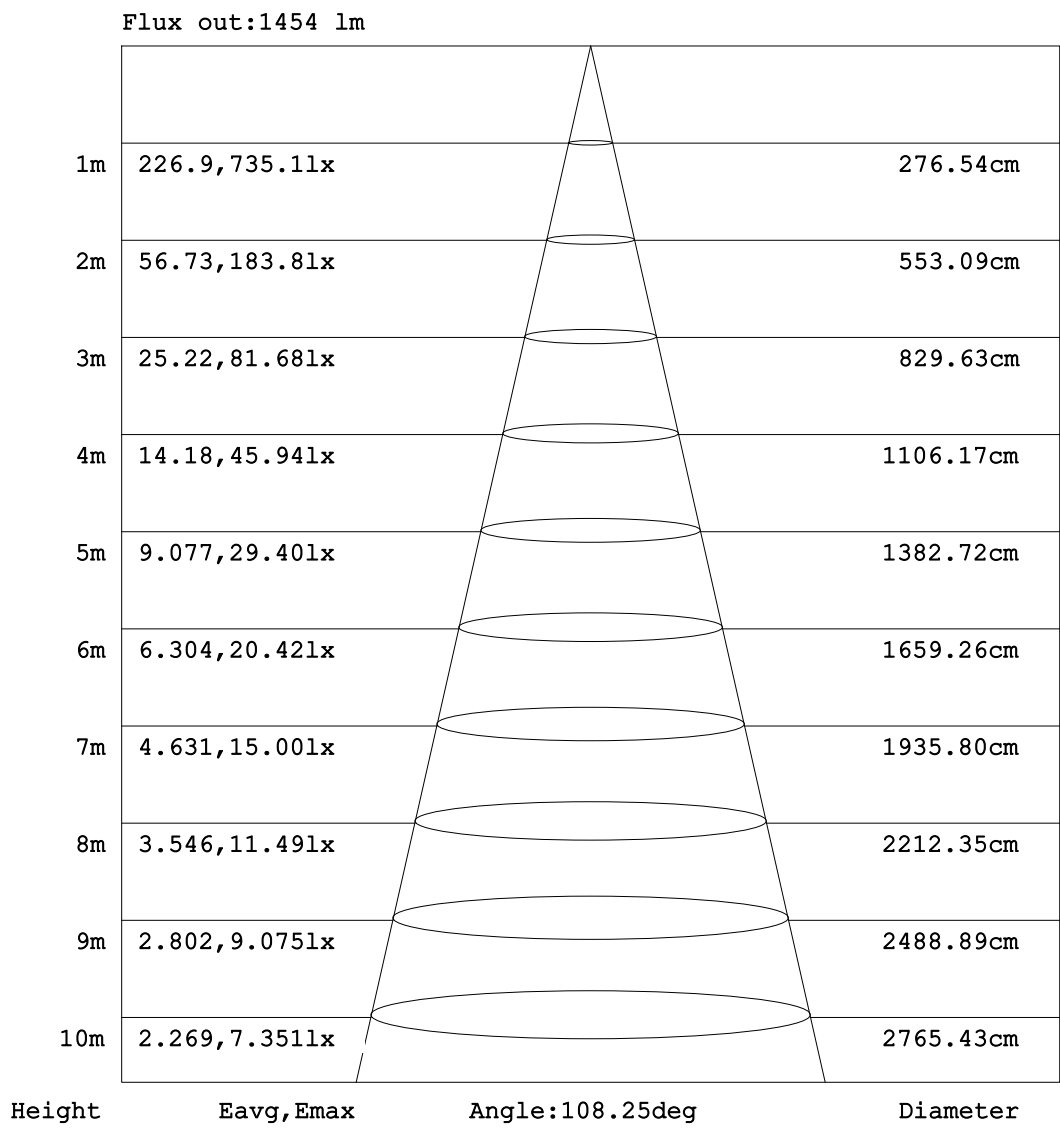 Flux out:1454 lm
1m 226.9,735.1lx 276.54cm
2m 56.73,183.8lx 553.09cm
3m 25.22,81.68lx 829.63cm
4m 14.18,45.94lx 1106.17cm
5m 9.077,29.40lx 1382.72cm
6m 6.304,20.42lx 1659.26cm
7m 4.631,15.00lx 1935.80cm
8m 3.546,11.49lx 2212.35cm
9m 2.802,9.075lx 2488.89cm
10m 2.269,7.351lx 2765.43cm
Height Eavg,Emax Angle:108.25deg Diameter